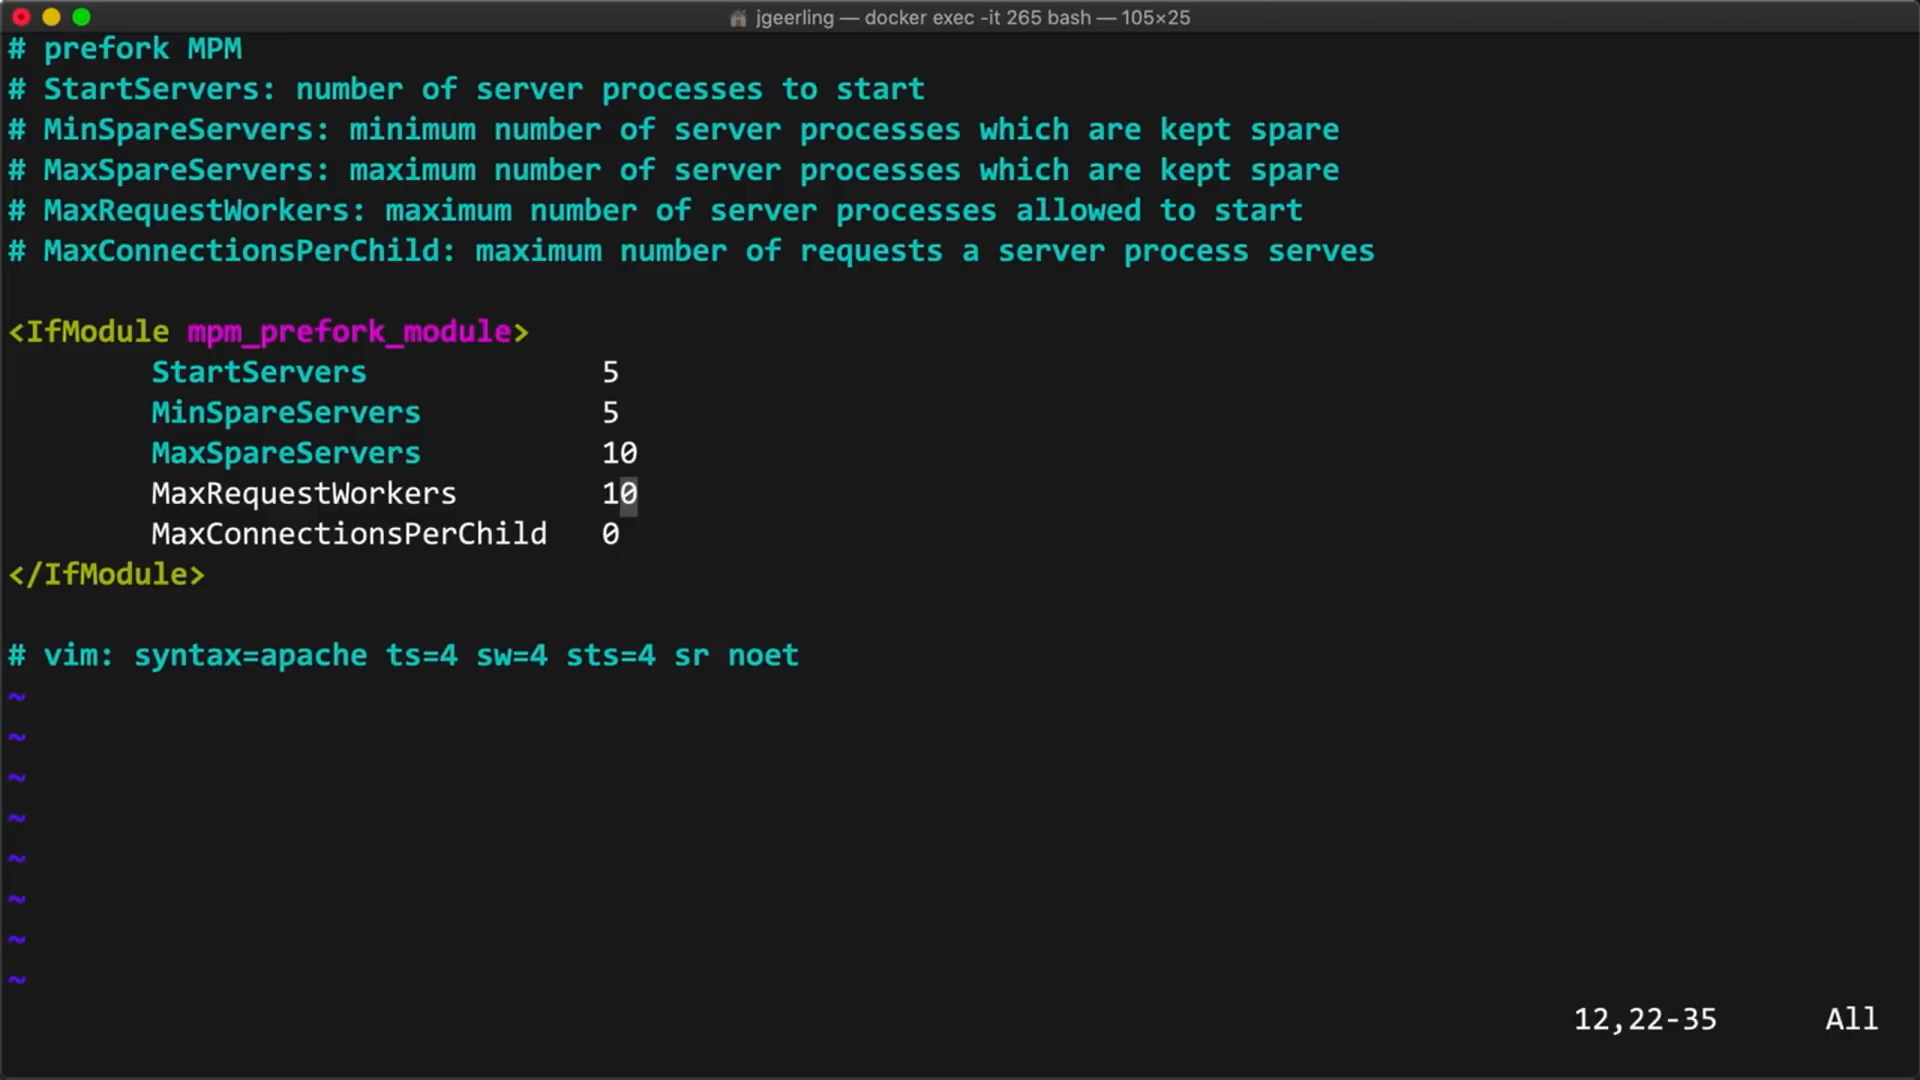 jgeerling — docker exec -it 265 bash — 105×25
# prefork MPM
# StartServers: number of server processes to start
# MinSpareServers: minimum number of server processes which are kept spare
# MaxSpareServers: maximum number of server processes which are kept spare
# MaxRequestWorkers: maximum number of server processes allowed to start
# MaxConnectionsPerChild: maximum number of requests a server process serves
<IfModule mpm_prefork_module>
StartServers 5
MinSpareServers 5
MaxSpareServers 10
MaxRequestWorkers 10
MaxConnectionsPerChild 0
</IfModule>
# vim: syntax=apache ts=4 sw=4 sts=4 sr noet
~
~
~
~
~
~
~
~
12,22-35 All